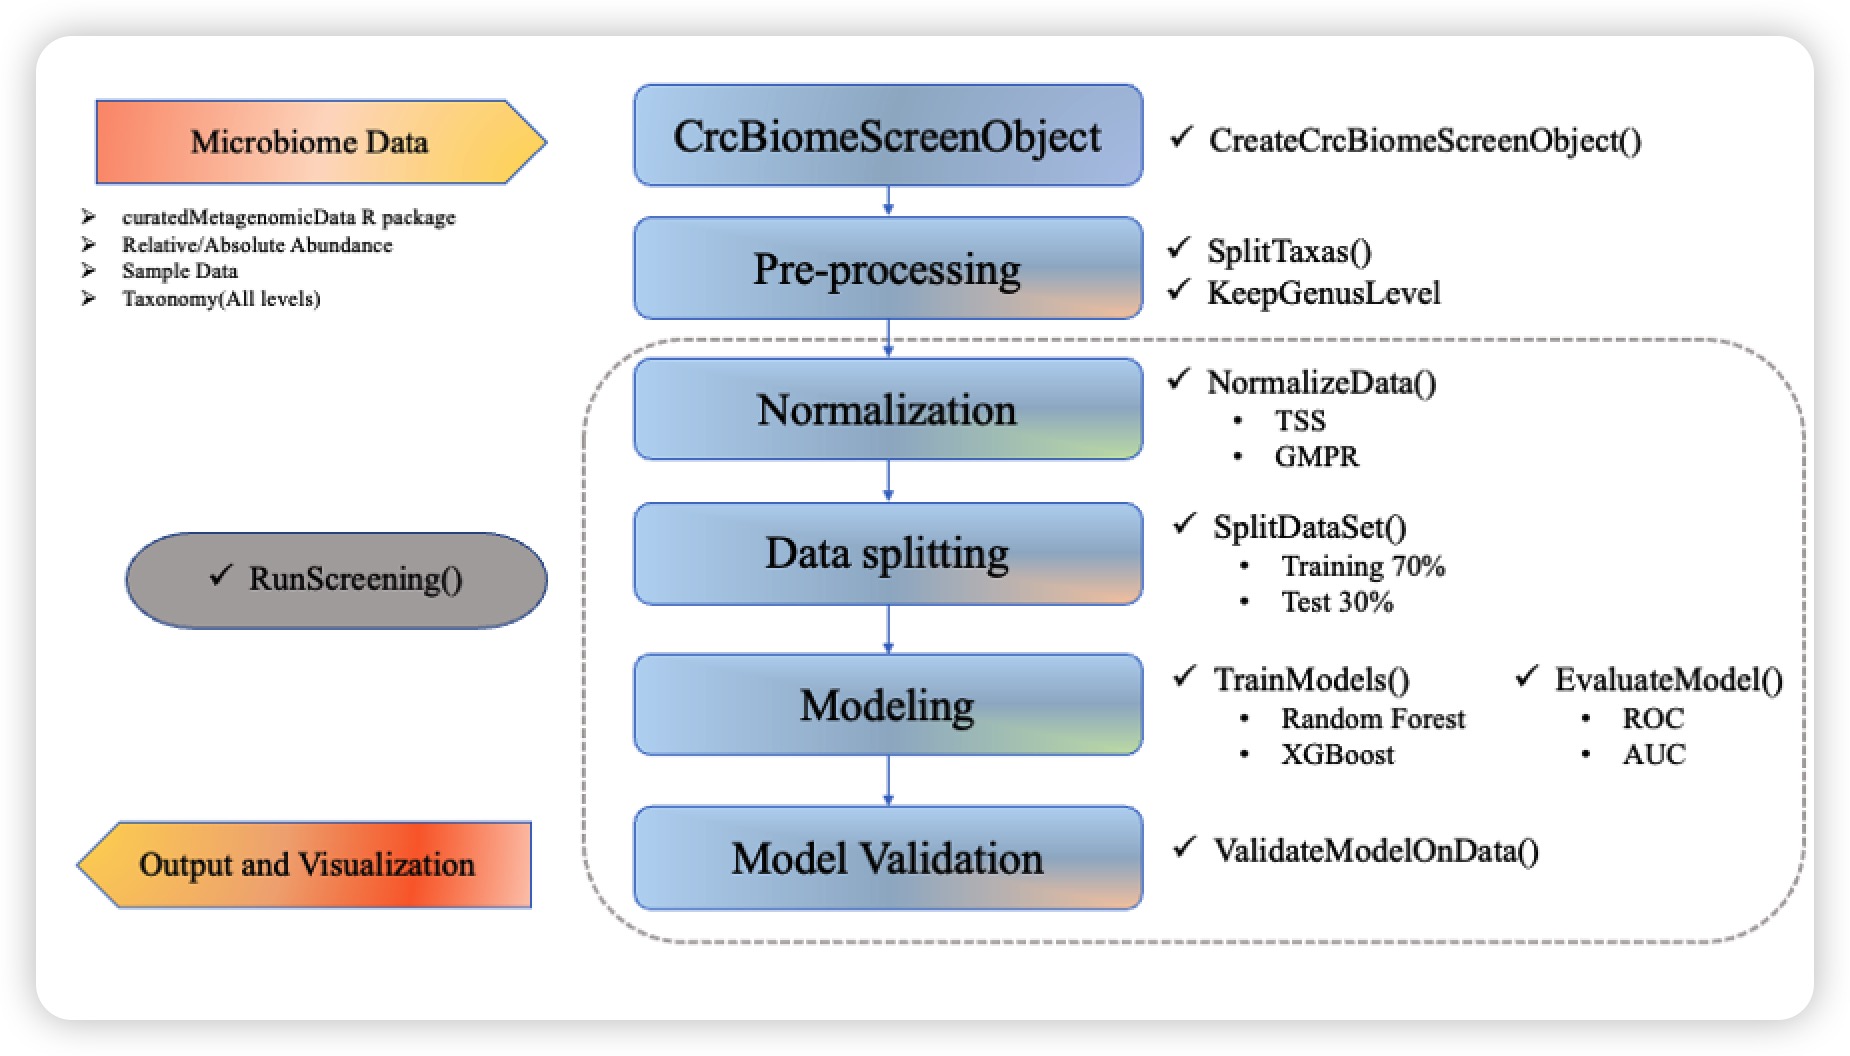 Microbiome Data
➢ curatedMetagenomicData R package
➢ Relative/Absolute Abundance
➢ Sample Data
➢ Taxonomy(All levels)
CrcBiomeScreenObject
✓ CreateCrcBiomeScreenObject()
Pre-processing
✓ SplitTaxas()
✓ KeepGenusLevel
Normalization
✓ NormalizeData()
• TSS
• GMPR
Data splitting
✓ SplitDataSet()
• Training 70%
• Test 30%
✓ RunScreening()
Modeling
✓ TrainModels()
• Random Forest
• XGBoost
✓ EvaluateModel()
• ROC
• AUC
Model Validation
✓ ValidateModelOnData()
Output and Visualization